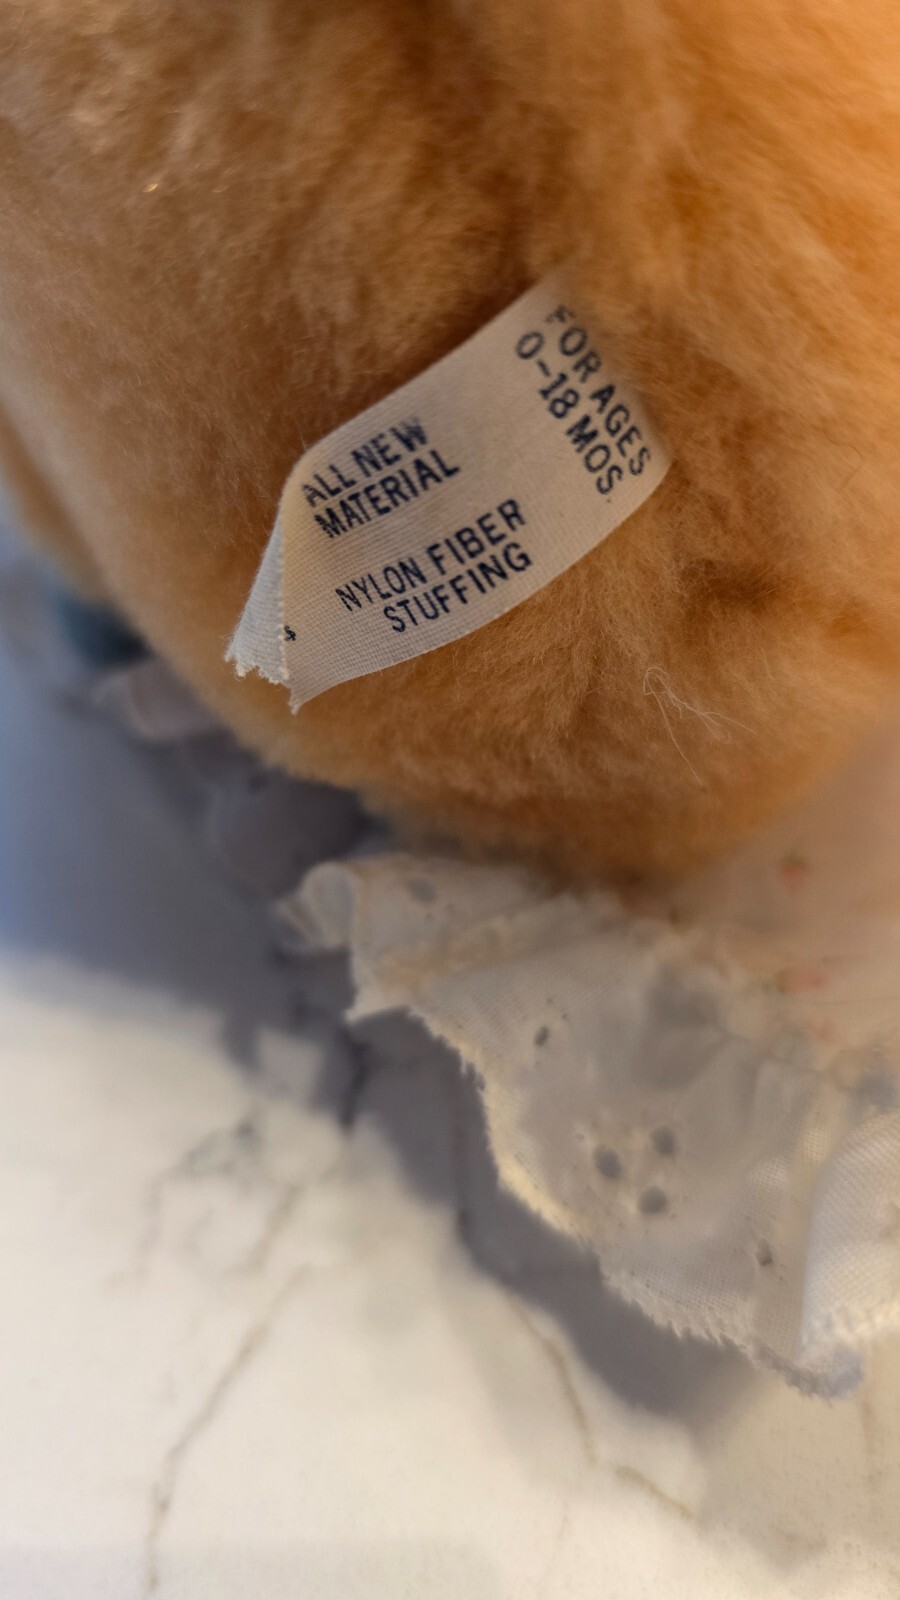 FOR AGES
0-18 MOS.
ALL NEW
MATERIAL
NYLON FIBER
STUFFING